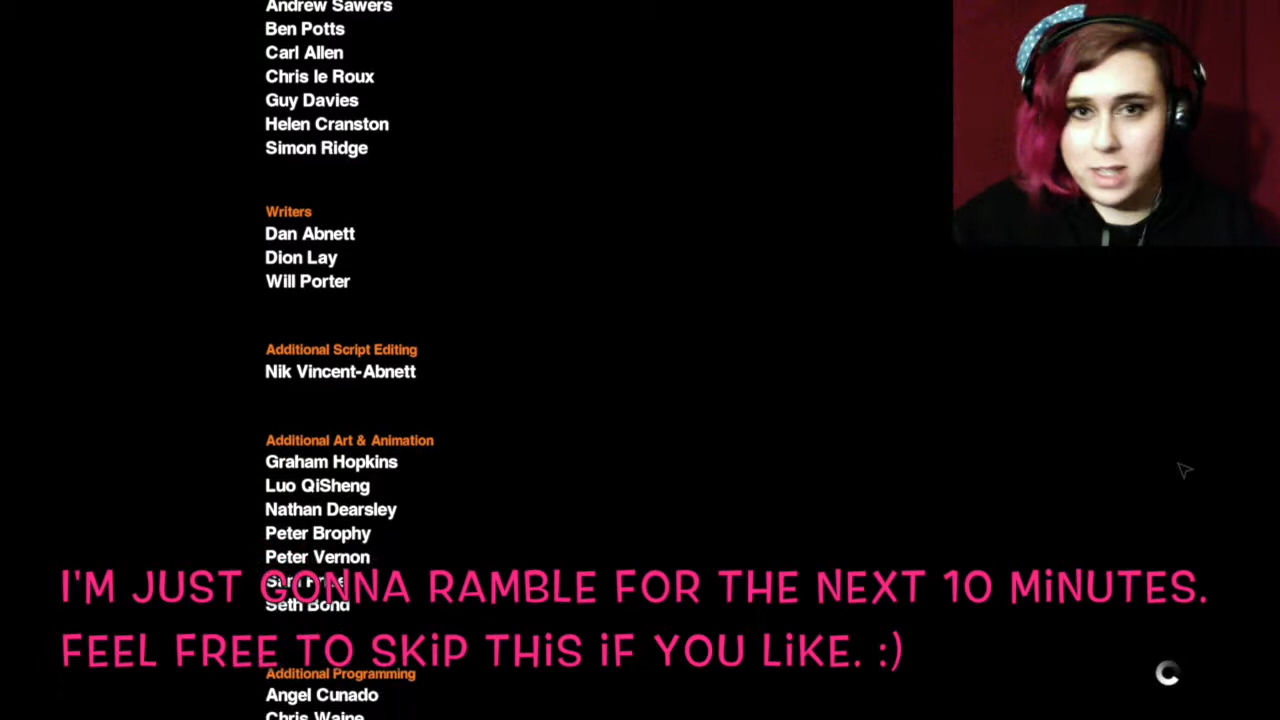 Andrew Sawers
Ben Potts
Carl Allen
Chris le Roux
Guy Davies
Helen Cranston
Simon Ridge
Writers
Dan Abnett
Dion Lay
Will Porter
Additional Script Editing
Nik Vincent-Abnett
Additional Art & Animation
Graham Hopkins
Luo QiSheng
Nathan Dearsley
Peter Brophy
Peter Vernon
I'M JUST GONNA RAMBLE FOR THE NEXT 10 MiNUTES.
Seth Bond
FEEL FREE TO SKiP THiS iF YOU LiKE. :)
Additional Programming
Angel Cunado
Chris Waine